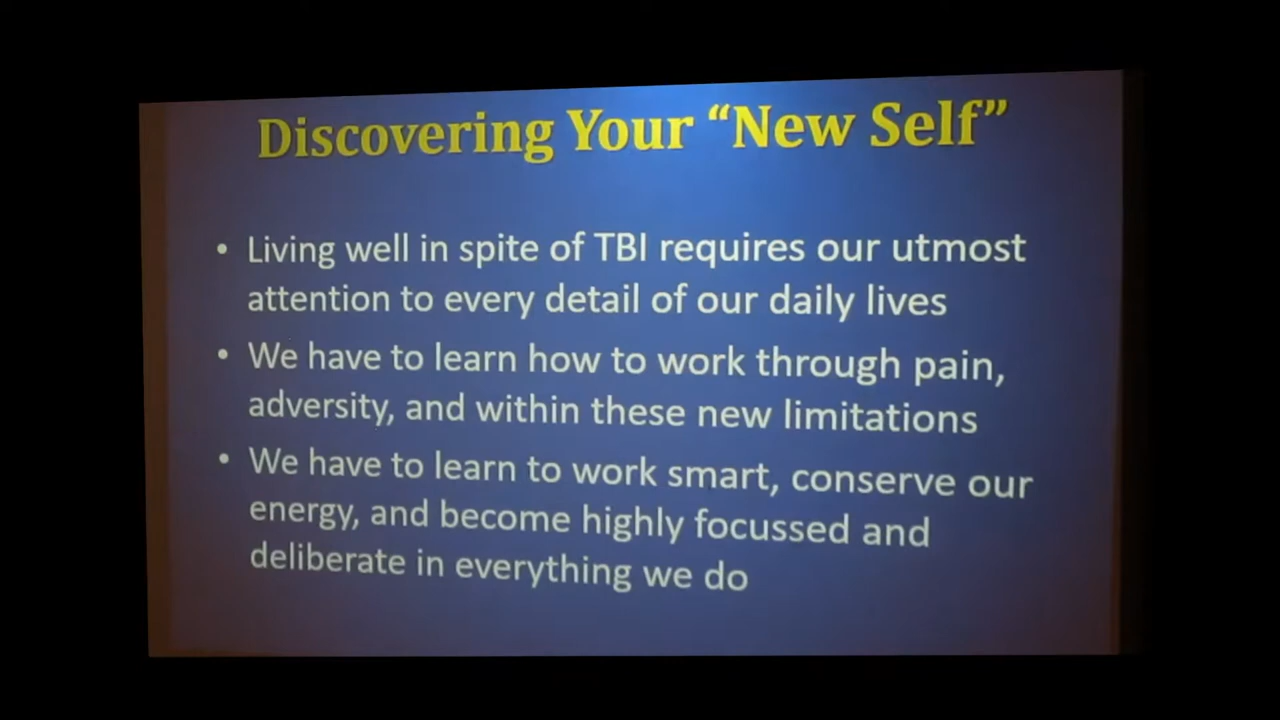 Discovering Your “New Self”
• Living well in spite of TBI requires our utmost
attention to every detail of our daily lives
• We have to learn how to work through pain,
adversity, and within these new limitations
• We have to learn to work smart, conserve our
energy, and become highly focussed and
deliberate in everything we do